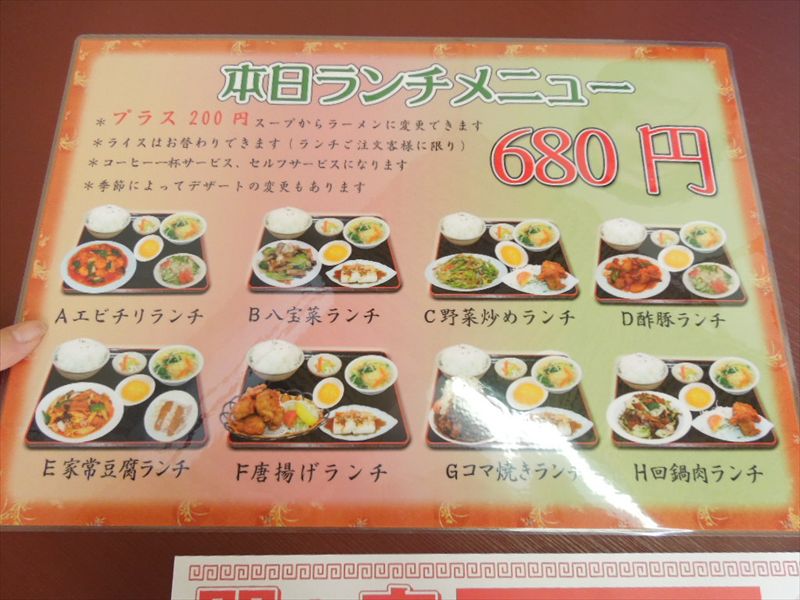 本日ランチメニュー
*プラス200円スープからラーメンに変更できます
*ライスはお替わりできます(ランチご注文客様に限り)
*コーヒー一杯サービス、セルフサービスになります
*季節によってデザートの変更もあります
680円
Aエビチリランチ
B八宝菜ランチ
C野菜炒めランチ
D酢豚ランチ
E家常豆腐ランチ
F唐揚げランチ
Gコマ焼きランチ
H回鍋肉ランチ